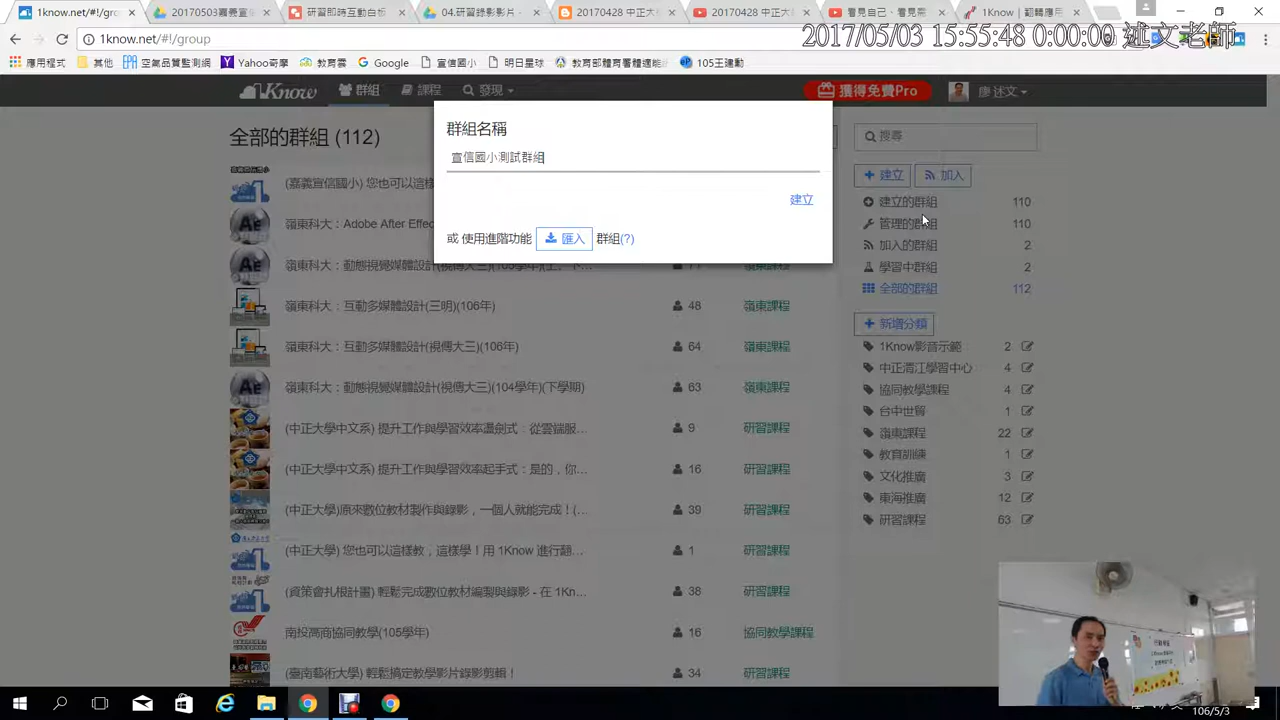 1know.net/#!/group
20170503嘉義宣信
研習即時互動白板
04.研習錄影影片 -
20170428 中正大
20170428 中正大
看見自己、看見需
1Know | 翻轉應用
1know.net/#!/group
2017/05/03 15:55:48 0:00:00 述文老師
應用程式
其他
空氣品質監測網
Yahoo奇摩
教育雲
Google
宣信國小
明日星球
教育部體育署體適能
105王建勳
1Know
群組
課程
發現
獲得免費Pro
康 述文
全部的群組 (112)
群組名稱
宣信國小測試群組
建立
或 使用進階功能 匯入 群組(?)
搜尋
建立
加入
建立的群組 110
管理的群組 110
加入的群組 2
學習中群組 2
全部的群組 112
新增分類
1Know影音示範 2
中正潤江學習中心 4
協同教學課程 4
台中世貿 1
嶺東課程 22
教育訓練 1
文化推廣 3
東海推廣 12
研習課程 63
(嘉義宣信國小) 您也可以這樣
嶺東科大：Adobe After Effec
嶺東科大：動態視覺媒體設計(視傳大三)(105學年)(上、下...
嶺東科大：互動多媒體設計(三明)(106年) 48 嶺東課程
嶺東科大：互動多媒體設計(視傳大三)(106年) 64 嶺東課程
嶺東科大：動態視覺媒體設計(視傳大三)(104學年)(下學期) 63 嶺東課程
(中正大學中文系) 提升工作與學習效率盪劍式：從雲端服... 9 研習課程
(中正大學中文系) 提升工作與學習效率起手式：是的，你... 16 研習課程
(中正大學)原來數位教材製作與錄影，一個人就能完成！(... 39 研習課程
(中正大學) 您也可以這樣教，這樣學！用 1Know 進行翻... 1 研習課程
(資策會扎根計畫) 輕鬆完成數位教材編製與錄影 - 在 1Kn... 38 研習課程
南投高商協同教學(105學年) 16 協同教學課程
(臺南藝術大學) 輕鬆搞定教學影片錄影剪輯！ 34 研習課程
106/5/3